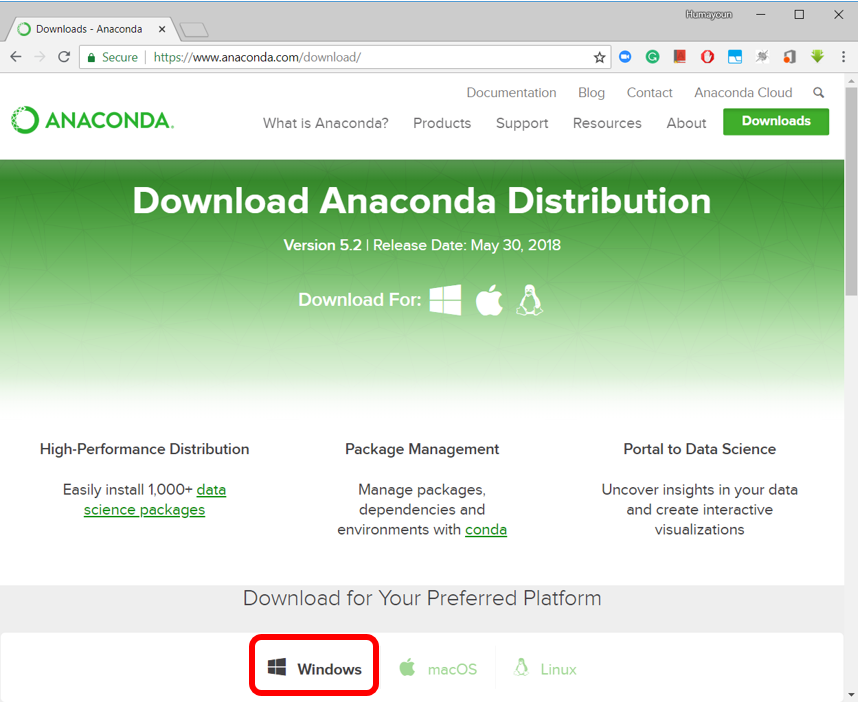 Humayoun
Downloads - Anaconda
Secure | https://www.anaconda.com/download/
Documentation Blog Contact Anaconda Cloud
ANACONDA.
What is Anaconda? Products Support Resources About Downloads
Download Anaconda Distribution
Version 5.2 | Release Date: May 30, 2018
Download For:
High-Performance Distribution
Easily install 1,000+ data
science packages
Package Management
Manage packages,
dependencies and
environments with conda
Portal to Data Science
Uncover insights in your data
and create interactive
visualizations
Download for Your Preferred Platform
Windows macOS Linux